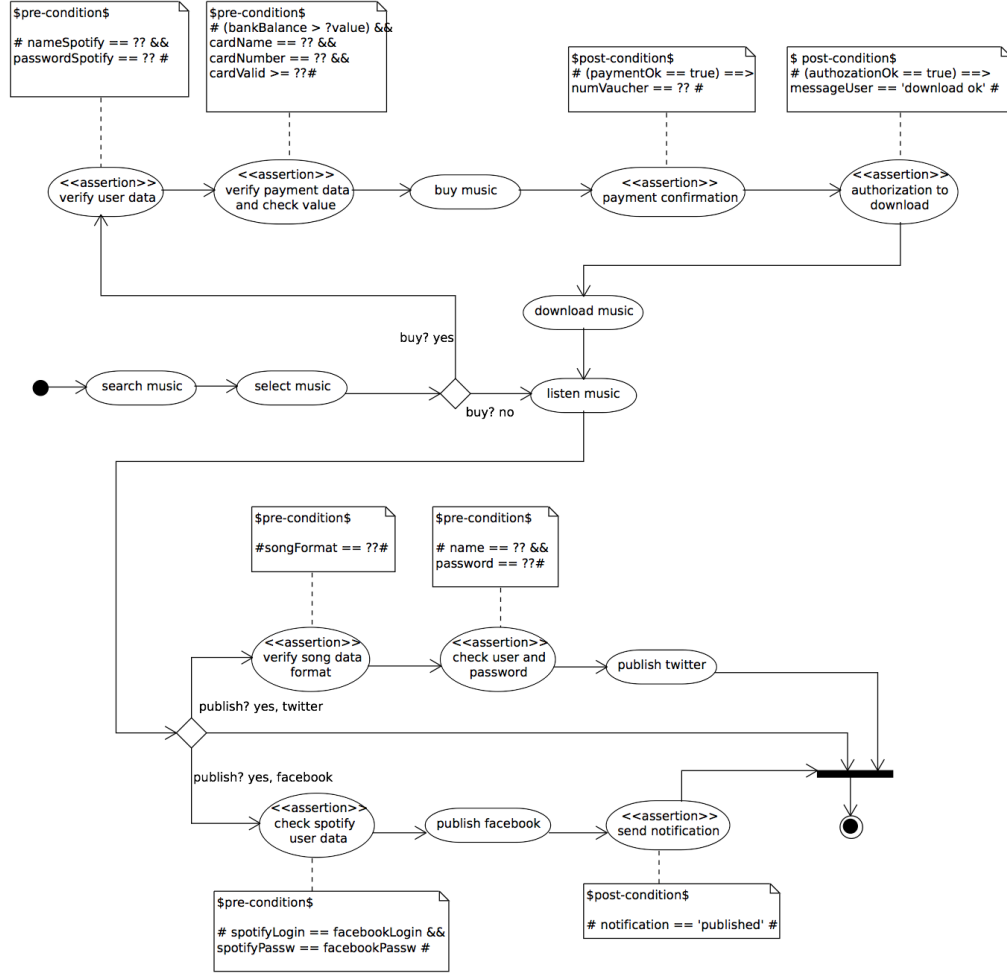 $pre-condition$
# nameSpotify == ?? &&
passwordSpotify == ?? #
$pre-condition$
# (bankBalance > ?value) &&
cardName == ?? &&
cardNumber == ?? &&
cardValid >= ??#
$post-condition$
# (paymentOk == true) ==>
numVaucher == ?? #
$ post-condition$
# (authozationOk == true) ==>
messageUser == 'download ok' #
<<assertion>>
verify user data
<<assertion>>
verify payment data
and check value
buy music
<<assertion>>
payment confirmation
<<assertion>>
authorization to
download
download music
buy? yes
search music
select music
listen music
buy? no
$pre-condition$
#songFormat == ??#
$pre-condition$
# name == ?? &&
password == ??#
<<assertion>>
verify song data
format
<<assertion>>
check user and
password
publish twitter
publish? yes, twitter
publish? yes, facebook
<<assertion>>
check spotify
user data
publish facebook
<<assertion>>
send notification
$pre-condition$
# spotifyLogin == facebookLogin &&
spotifyPassw == facebookPassw #
$post-condition$
# notification == 'published' #